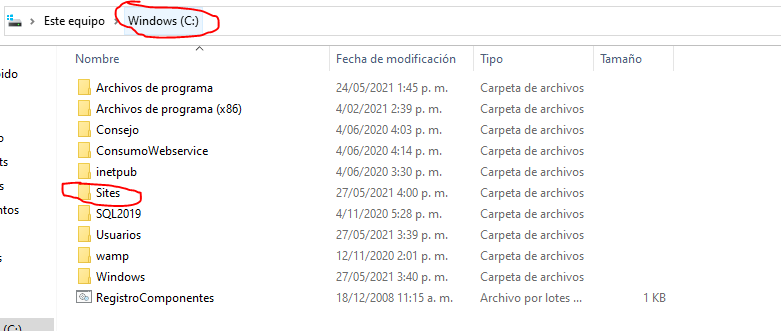 Este equipo > Windows (C:)
Nombre Fecha de modificación Tipo Tamaño
pido Archivos de programa 24/05/2021 1:45 p. m. Carpeta de archivos
Archivos de programa (x86) 4/02/2021 2:39 p. m. Carpeta de archivos
Consejo 4/06/2020 4:03 p. m. Carpeta de archivos
o ConsumoWebservice 4/06/2020 4:14 p. m. Carpeta de archivos
ts inetpub 4/06/2020 3:30 p. m. Carpeta de archivos
s Sites 27/05/2021 4:00 p. m. Carpeta de archivos
ntos SQL2019 4/11/2020 5:28 p. m. Carpeta de archivos
Usuarios 27/05/2021 3:39 p. m. Carpeta de archivos
s wamp 12/11/2020 2:01 p. m. Carpeta de archivos
Windows 27/05/2021 3:40 p. m. Carpeta de archivos
RegistroComponentes 18/12/2008 11:15 a. m. Archivo por lotes ... 1 KB
(C:)